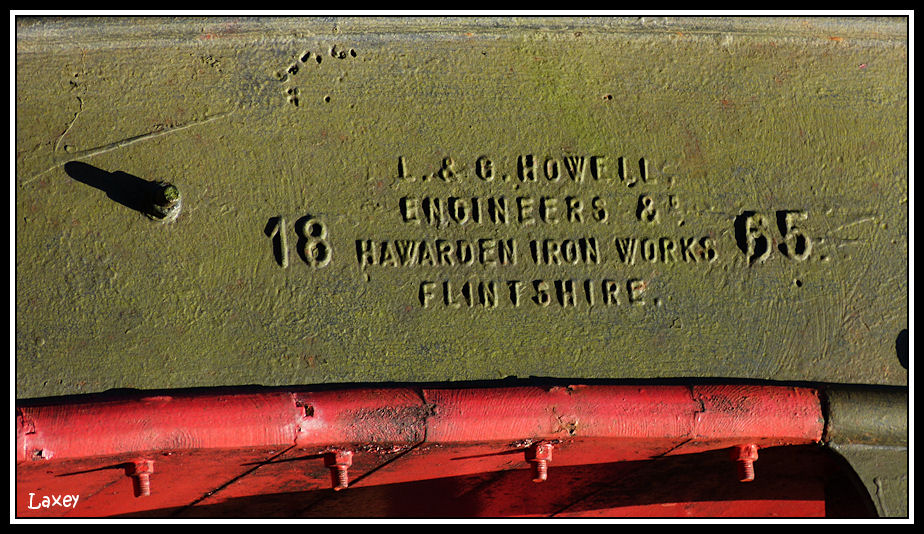 L. & G. HOWELL.
ENGINEERS &c.
18 HAWARDEN IRON WORKS 65
FLINTSHIRE.
Laxey